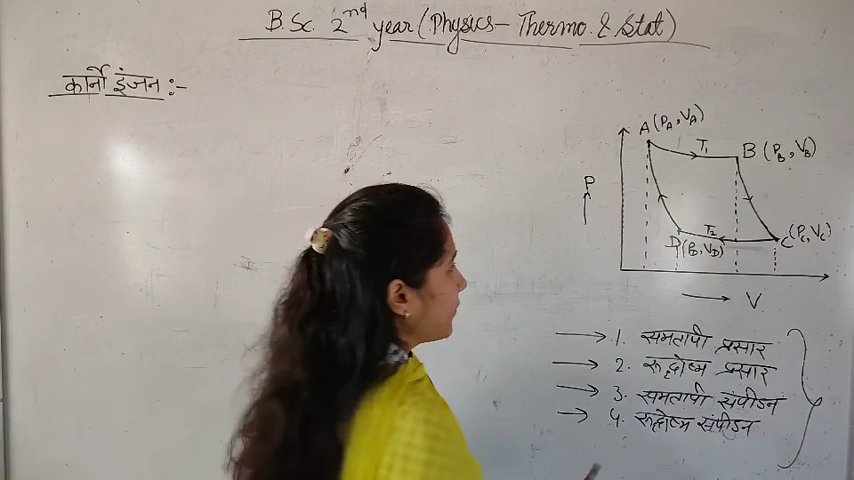 B.Sc. 2nd year (Physics - Thermo. & Stat)
कार्नो इंजन :-
A (PA, VA)
T1
B (PB, VB)
P
T2
C (PC, VC)
D (PD, VD)
V
1. समतापी प्रसार
2. रूद्धोष्म प्रसार
3. समतापी संपीडन
4. रूद्धोष्म संपीडन